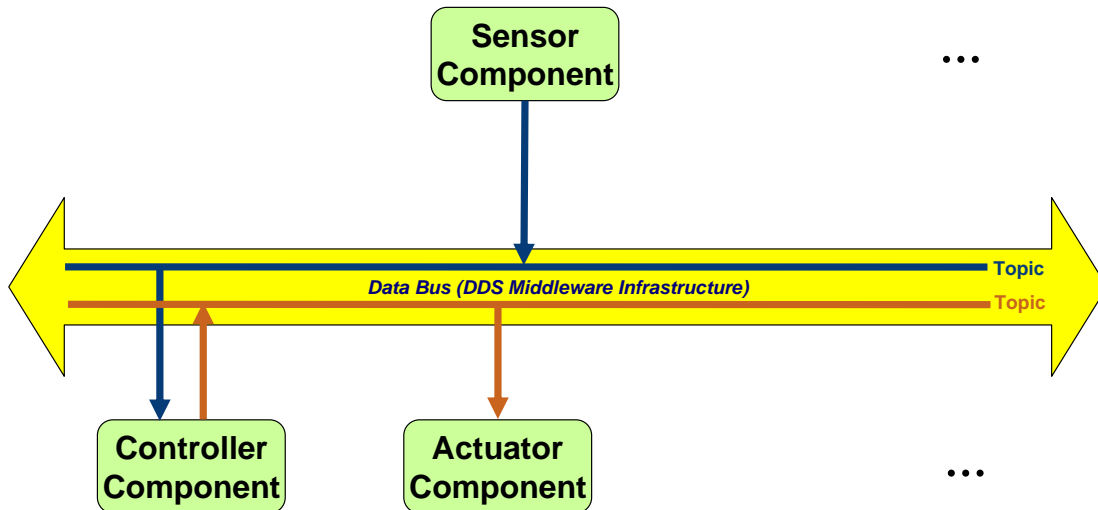 Sensor
Component
...
Topic
Data Bus (DDS Middleware Infrastructure)
Topic
Controller
Component
Actuator
Component
...